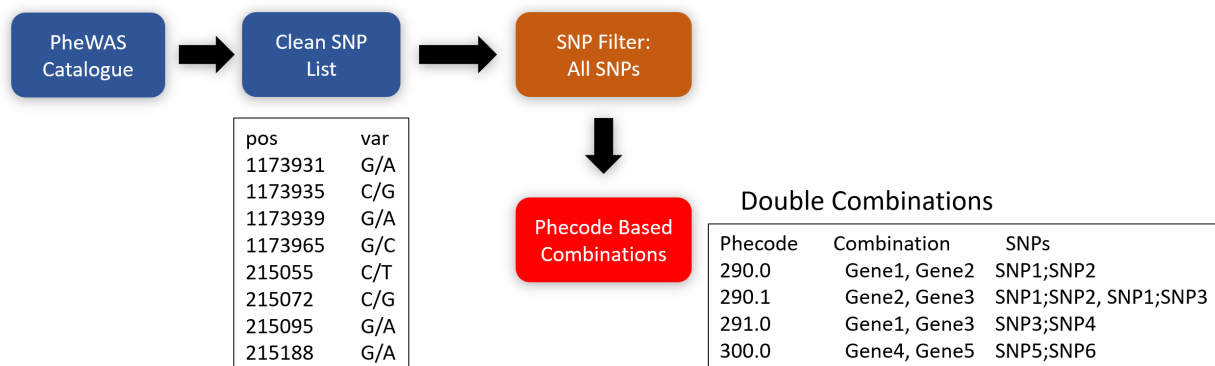 PheWAS
Catalogue
Clean SNP
List
SNP Filter:
All SNPs
pos var
1173931 G/A
1173935 C/G
1173939 G/A
1173965 G/C
215055 C/T
215072 C/G
215095 G/A
215188 G/A
Phecode Based
Combinations
Double Combinations
Phecode Combination SNPs
290.0 Gene1, Gene2 SNP1;SNP2
290.1 Gene2, Gene3 SNP1;SNP2, SNP1;SNP3
291.0 Gene1, Gene3 SNP3;SNP4
300.0 Gene4, Gene5 SNP5;SNP6